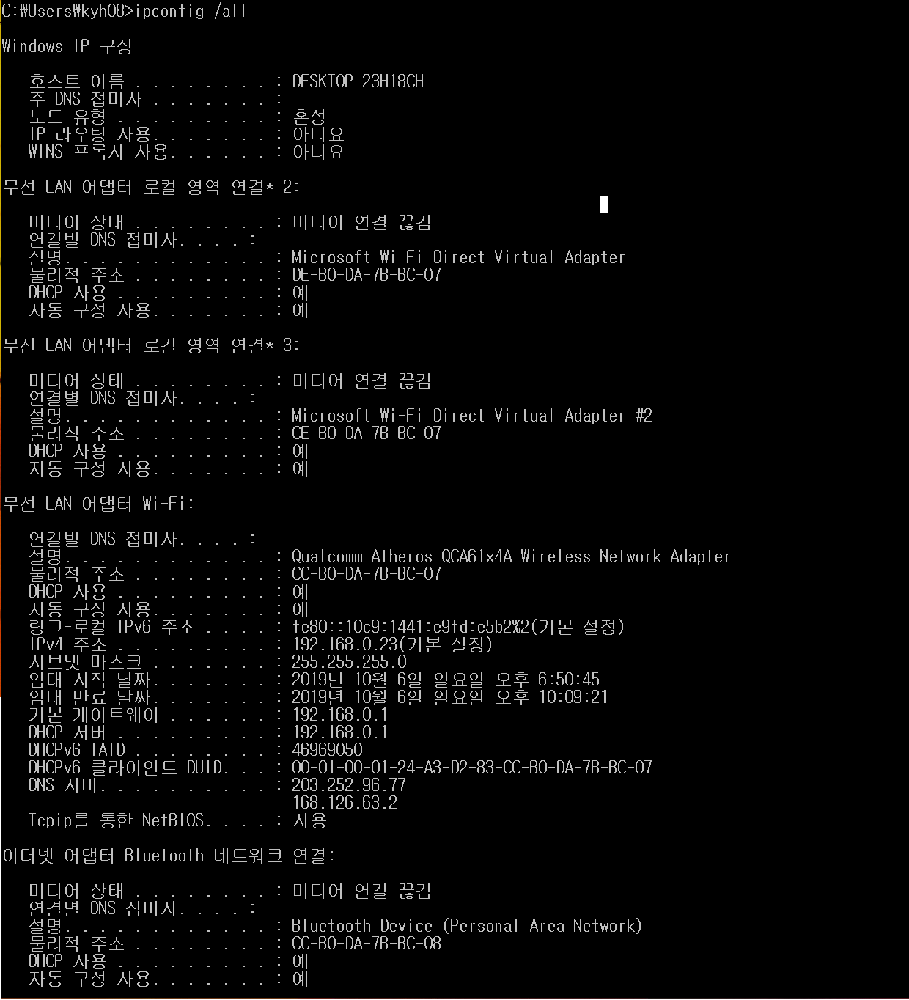 C:₩Users₩kyh08>ipconfig /all
Windows IP 구성
호스트 이름 . . . . . . . . : DESKTOP-23H18CH
주 DNS 접미사 . . . . . . . :
노드 유형 . . . . . . . . . : 혼성
IP 라우팅 사용. . . . . . . : 아니요
WINS 프록시 사용. . . . . . : 아니요
무선 LAN 어댑터 로컬 영역 연결* 2:
미디어 상태 . . . . . . . . : 미디어 연결 끊김
연결별 DNS 접미사. . . . :
설명. . . . . . . . . . . . : Microsoft Wi-Fi Direct Virtual Adapter
물리적 주소 . . . . . . . . : DE-B0-DA-7B-BC-07
DHCP 사용 . . . . . . . . . : 예
자동 구성 사용. . . . . . . : 예
무선 LAN 어댑터 로컬 영역 연결* 3:
미디어 상태 . . . . . . . . : 미디어 연결 끊김
연결별 DNS 접미사. . . . :
설명. . . . . . . . . . . . : Microsoft Wi-Fi Direct Virtual Adapter #2
물리적 주소 . . . . . . . . : CE-B0-DA-7B-BC-07
DHCP 사용 . . . . . . . . . : 예
자동 구성 사용. . . . . . . : 예
무선 LAN 어댑터 Wi-Fi:
연결별 DNS 접미사. . . . :
설명. . . . . . . . . . . . : Qualcomm Atheros QCA61x4A Wireless Network Adapter
물리적 주소 . . . . . . . . : CC-B0-DA-7B-BC-07
DHCP 사용 . . . . . . . . . : 예
자동 구성 사용. . . . . . . : 예
링크-로컬 IPv6 주소 . . . . : fe80::10c9:1441:e9fd:e5b2%2(기본 설정)
IPv4 주소 . . . . . . . . . : 192.168.0.23(기본 설정)
서브넷 마스크 . . . . . . . : 255.255.255.0
임대 시작 날짜. . . . . . . : 2019년 10월 6일 일요일 오후 6:50:45
임대 만료 날짜. . . . . . . : 2019년 10월 6일 일요일 오후 10:09:21
기본 게이트웨이 . . . . . . : 192.168.0.1
DHCP 서버 . . . . . . . . . : 192.168.0.1
DHCPv6 IAID . . . . . . . . : 46969050
DHCPv6 클라이언트 DUID. . . : 00-01-00-01-24-A3-D2-83-CC-B0-DA-7B-BC-07
DNS 서버. . . . . . . . . . : 203.252.96.77
168.126.63.2
Tcpip를 통한 NetBIOS. . . . : 사용
이더넷 어댑터 Bluetooth 네트워크 연결:
미디어 상태 . . . . . . . . : 미디어 연결 끊김
연결별 DNS 접미사. . . . :
설명. . . . . . . . . . . . : Bluetooth Device (Personal Area Network)
물리적 주소 . . . . . . . . : CC-B0-DA-7B-BC-08
DHCP 사용 . . . . . . . . . : 예
자동 구성 사용. . . . . . . : 예